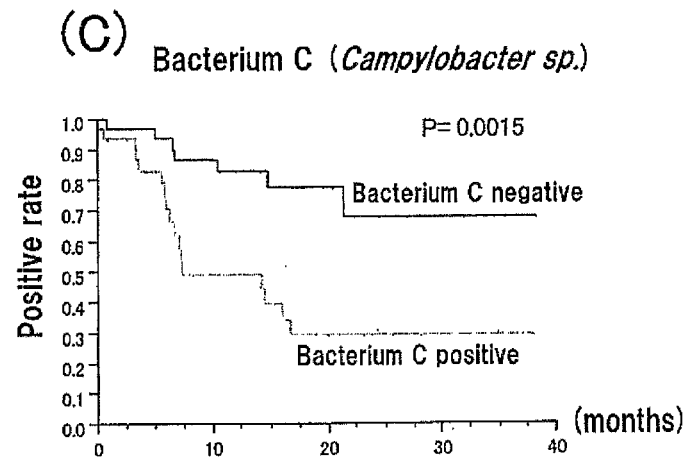 (C)
Bacterium C (Campylobacter sp.)
P= 0.0015
Positive rate
1.0
0.9
0.8
0.7
0.6
0.5
0.4
0.3
0.2
0.1
0.0
Bacterium C negative
Bacterium C positive
0 10 20 30 40
(months)